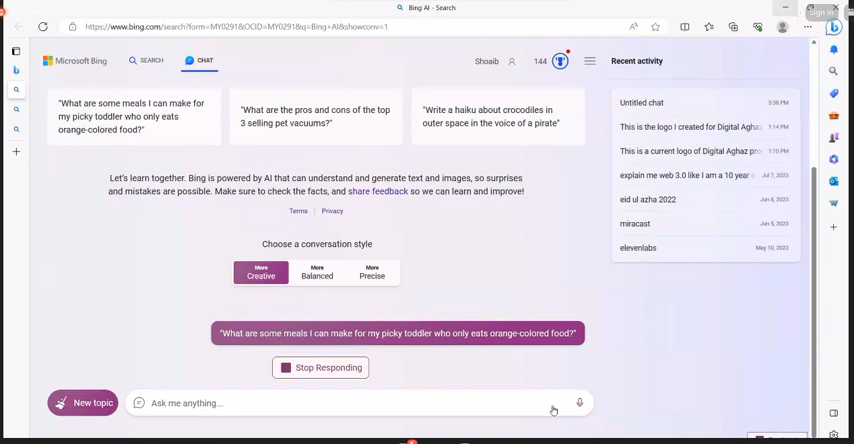 Bing AI - Search
Sign in
https://www.bing.com/search?form=MY0291&OCID=MY0291&q=Bing+AI&showconv=1
Microsoft Bing
SEARCH
CHAT
Shoaib
144
Recent activity
"What are some meals I can make for
my picky toddler who only eats
orange-colored food?"
"What are the pros and cons of the top
3 selling pet vacuums?"
"Write a haiku about crocodiles in
outer space in the voice of a pirate"
Untitled chat 5:38 PM
This is the logo I created for Digital Aghaz 1:14 PM
This is a current logo of Digital Aghaz pro 1:10 PM
explain me web 3.0 like I am a 10 year o Jul 7, 2023
eid ul azha 2022 Jun 8, 2023
miracast Jun 5, 2023
elevenlabs May 10, 2023
Let's learn together. Bing is powered by AI that can understand and generate text and images, so surprises
and mistakes are possible. Make sure to check the facts, and share feedback so we can learn and improve!
Terms
Privacy
Choose a conversation style
More
Creative
More
Balanced
More
Precise
"What are some meals I can make for my picky toddler who only eats orange-colored food?"
Stop Responding
New topic
Ask me anything...